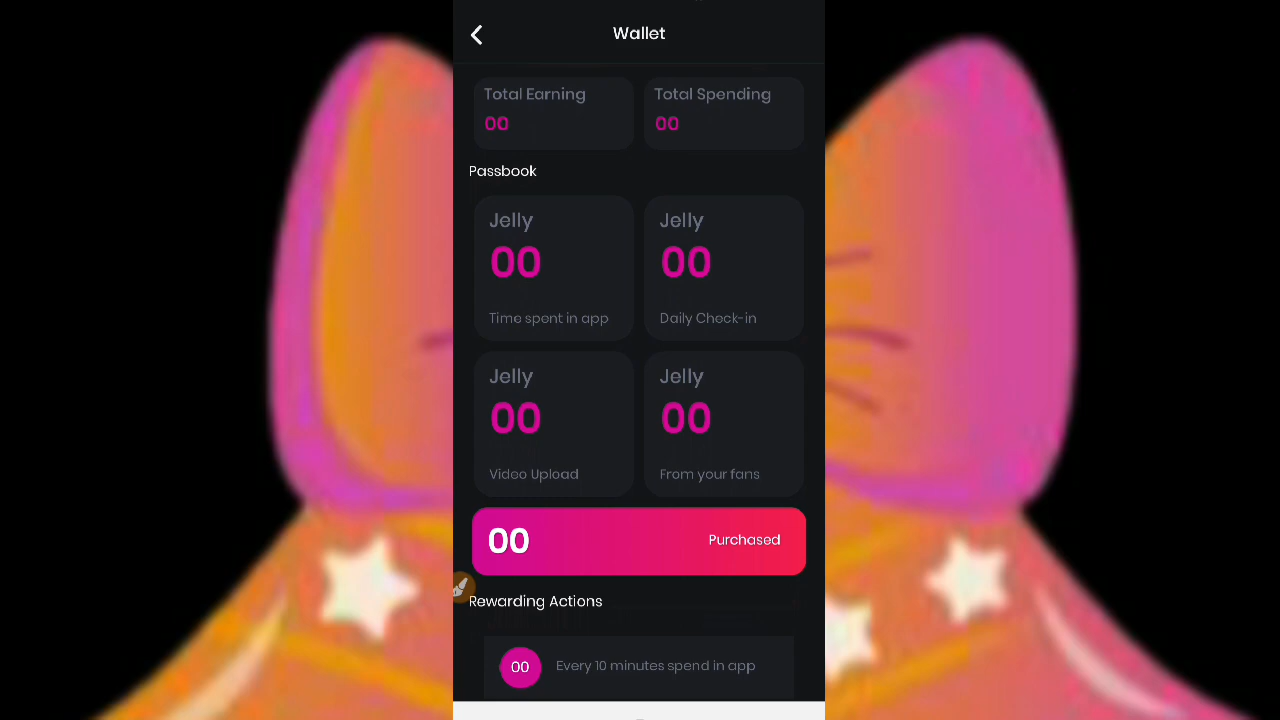 Wallet
Total Earning
00
Total Spending
00
Passbook
Jelly
00
Time spent in app
Jelly
00
Daily Check-in
Jelly
00
Video Upload
Jelly
00
From your fans
00 Purchased
Rewarding Actions
00 Every 10 minutes spend in app